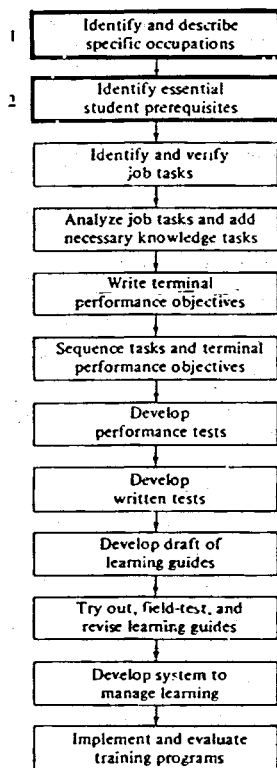 1
Identify and describe
specific occupations
2
Identify essential
student prerequisites
Identify and verify
job tasks
Analyze job tasks and add
necessary knowledge tasks
Write terminal
performance objectives
Sequence tasks and terminal
performance objectives
Develop
performance tests
Develop
written tests
Develop draft of
learning guides
Try out, field-test, and
revise learning guides
Develop system to
manage learning
Implement and evaluate
training programs